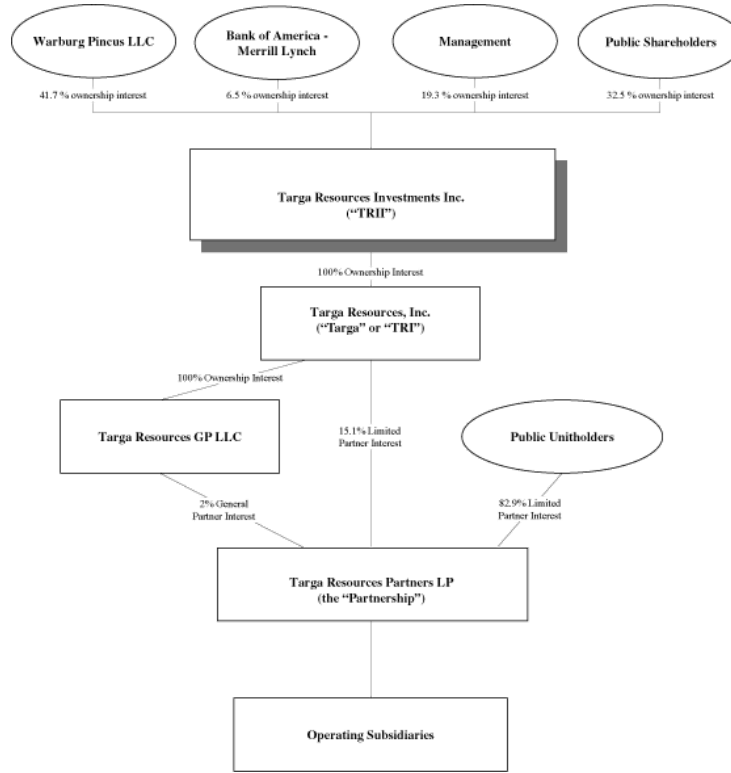 Warburg Pincus LLC
Bank of America -
Merrill Lynch
Management
Public Shareholders
41.7 % ownership interest
6.5 % ownership interest
19.3 % ownership interest
32.5 % ownership interest
Targa Resources Investments Inc.
(“TRII”)
100% Ownership Interest
Targa Resources, Inc.
(“Targa” or “TRI”)
100% Ownership Interest
Targa Resources GP LLC
15.1% Limited
Partner Interest
Public Unitholders
2% General
Partner Interest
82.9% Limited
Partner Interest
Targa Resources Partners LP
(the “Partnership”)
Operating Subsidiaries